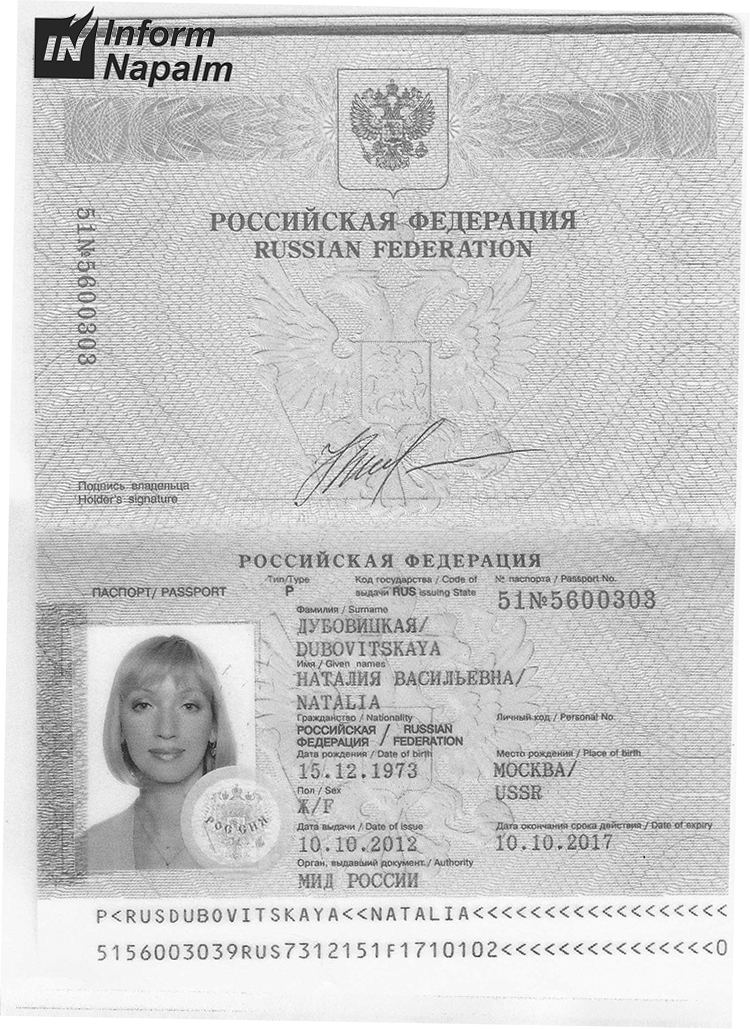 IN Inform
Napalm
РОССИЙСКАЯ ФЕДЕРАЦИЯ
RUSSIAN FEDERATION
51№5600303
Подпись владельца
Holder's signature
РОССИЙСКАЯ ФЕДЕРАЦИЯ
ПАСПОРТ/ PASSPORT
Тип/Type
P
Код государства / Code of
выдачи RUS issuing State
№ паспорта / Passport No.
51№5600303
Фамилия / Surname
ДУБОВИЦКАЯ/
DUBOVITSKAYA
Имя / Given names
НАТАЛИЯ ВАСИЛЬЕВНА/
NATALIA
Гражданство / Nationality
РОССИЙСКАЯ / RUSSIAN
ФЕДЕРАЦИЯ / FEDERATION
Личный код / Personal No.
Дата рождения / Date of birth
15.12.1973
Место рождения / Place of birth
МОСКВА/
USSR
Пол / Sex
Ж/F
Дата выдачи / Date of issue
10.10.2012
Дата окончания срока действия / Date of expiry
10.10.2017
Орган, выдавший документ / Authority
МИД РОССИИ
РОССИЯ
P<RUSDUBOVITSKAYA<<NATALIA<<<<<<<<<<<<<<<<<<
5156003039RUS7312151F1710102<<<<<<<<<<<<<<<0